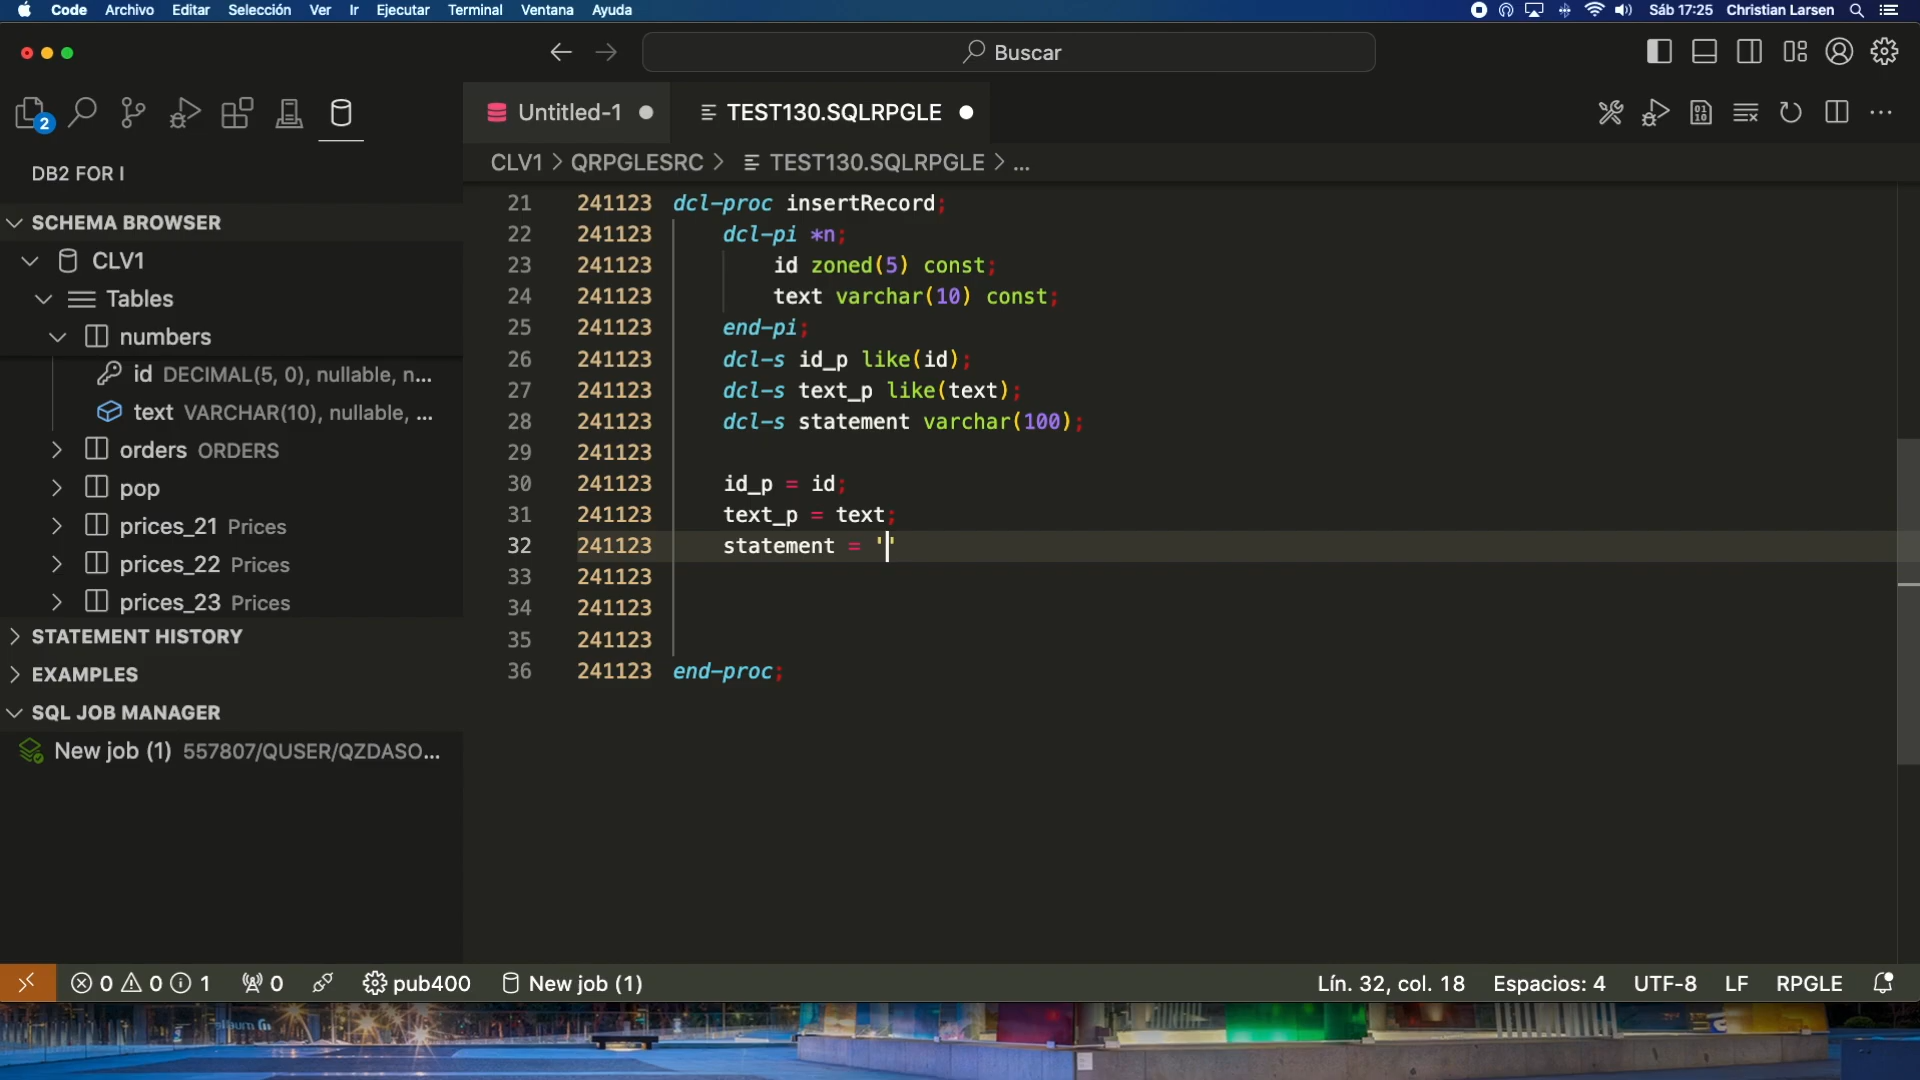 Code Archivo Editar Selección Ver Ir Ejecutar Terminal Ventana Ayuda Sáb 17:25 Christian Larsen
Buscar
2
Untitled-1
TEST130.SQLRPGLE
DB2 FOR I
CLV1 > QRPGLESRC > TEST130.SQLRPGLE > ...
SCHEMA BROWSER
CLV1
Tables
numbers
id DECIMAL(5, 0), nullable, n...
text VARCHAR(10), nullable, ...
orders ORDERS
pop
prices_21 Prices
prices_22 Prices
prices_23 Prices
STATEMENT HISTORY
EXAMPLES
SQL JOB MANAGER
New job (1) 557807/QUSER/QZDASO...
21 241123 dcl-proc insertRecord;
22 241123 dcl-pi *n;
23 241123 id zoned(5) const;
24 241123 text varchar(10) const;
25 241123 end-pi;
26 241123 dcl-s id_p like(id);
27 241123 dcl-s text_p like(text);
28 241123 dcl-s statement varchar(100);
29 241123
30 241123 id_p = id;
31 241123 text_p = text;
32 241123 statement = ''
33 241123
34 241123
35 241123
36 241123 end-proc;
0 0 1 0 pub400 New job (1) Lín. 32, col. 18 Espacios: 4 UTF-8 LF RPGLE